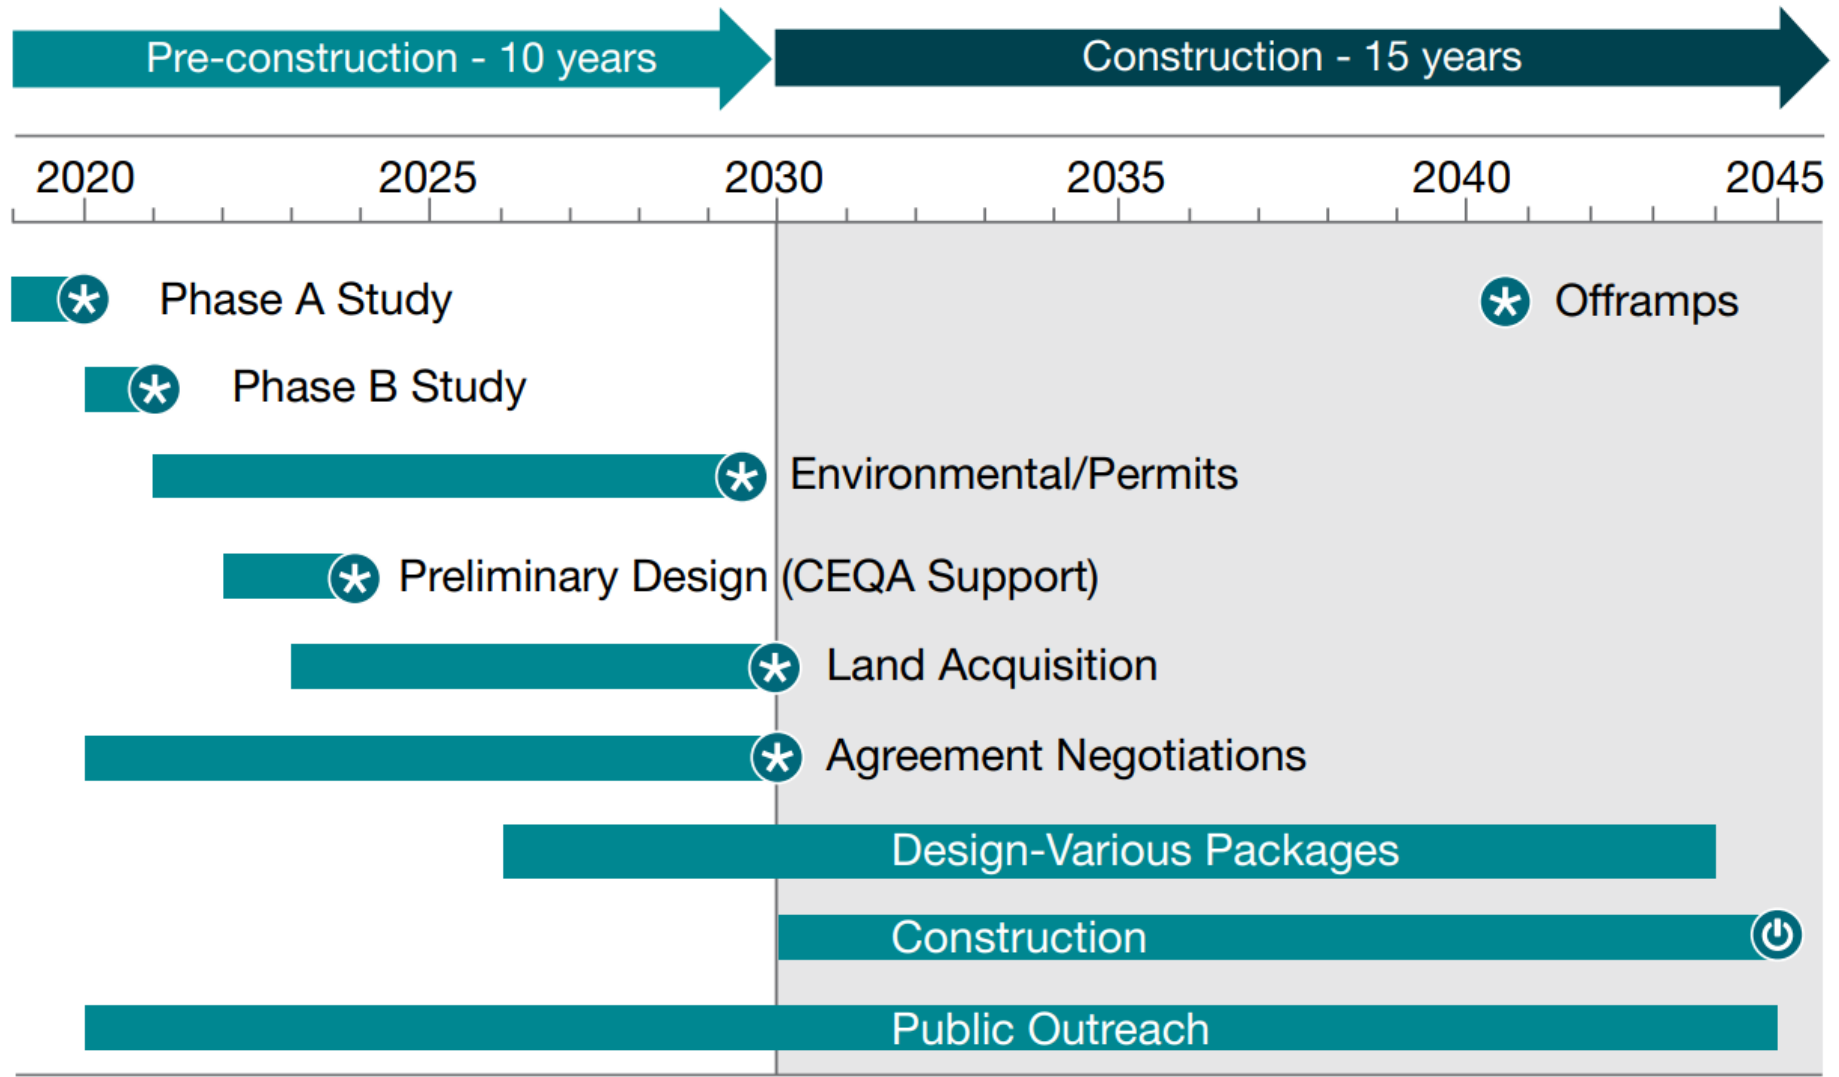 Pre-construction - 10 years
Construction - 15 years
2020 2025 2030 2035 2040 2045
Phase A Study
Offramps
Phase B Study
Environmental/Permits
Preliminary Design (CEQA Support)
Land Acquisition
Agreement Negotiations
Design-Various Packages
Construction
Public Outreach